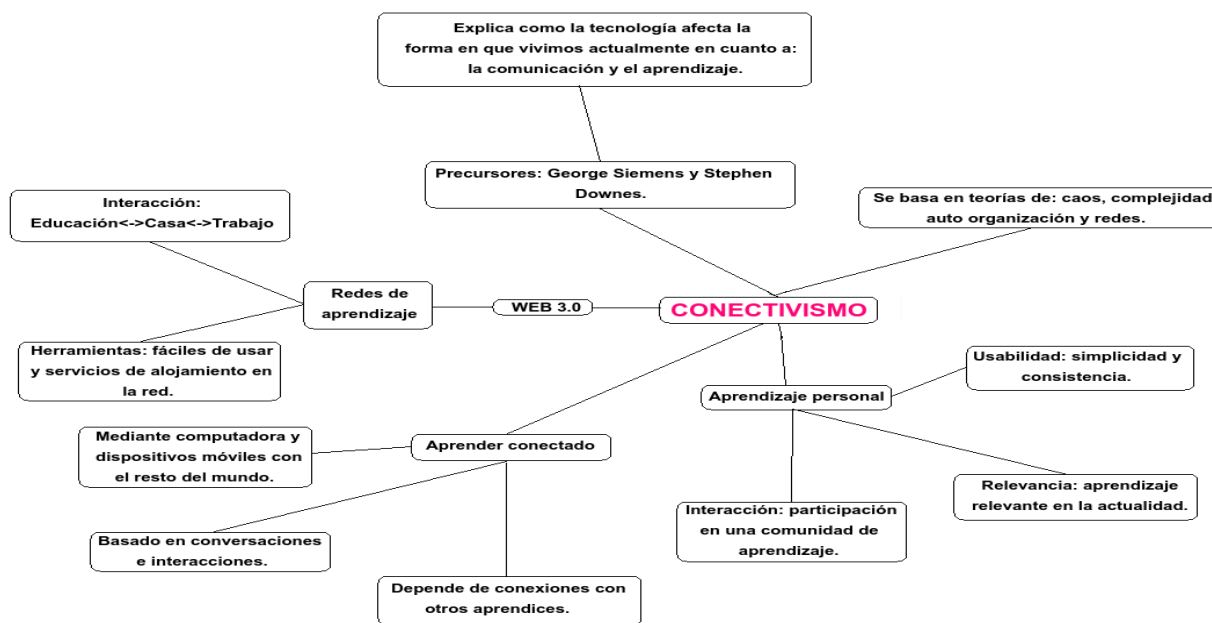 Explica como la tecnología afecta la
forma en que vivimos actualmente en cuanto a:
la comunicación y el aprendizaje.
Precursores: George Siemens y Stephen
Downes.
Se basa en teorías de: caos, complejidad
auto organización y redes.
Interacción:
Educación<->Casa<->Trabajo
Redes de
aprendizaje
WEB 3.0
CONECTIVISMO
Herramientas: fáciles de usar
y servicios de alojamiento en
la red.
Usabilidad: simplicidad y
consistencia.
Aprendizaje personal
Mediante computadora y
dispositivos móviles con
el resto del mundo.
Aprender conectado
Relevancia: aprendizaje
relevante en la actualidad.
Interacción: participación
en una comunidad de
aprendizaje.
Basado en conversaciones
e interacciones.
Depende de conexiones con
otros aprendices.